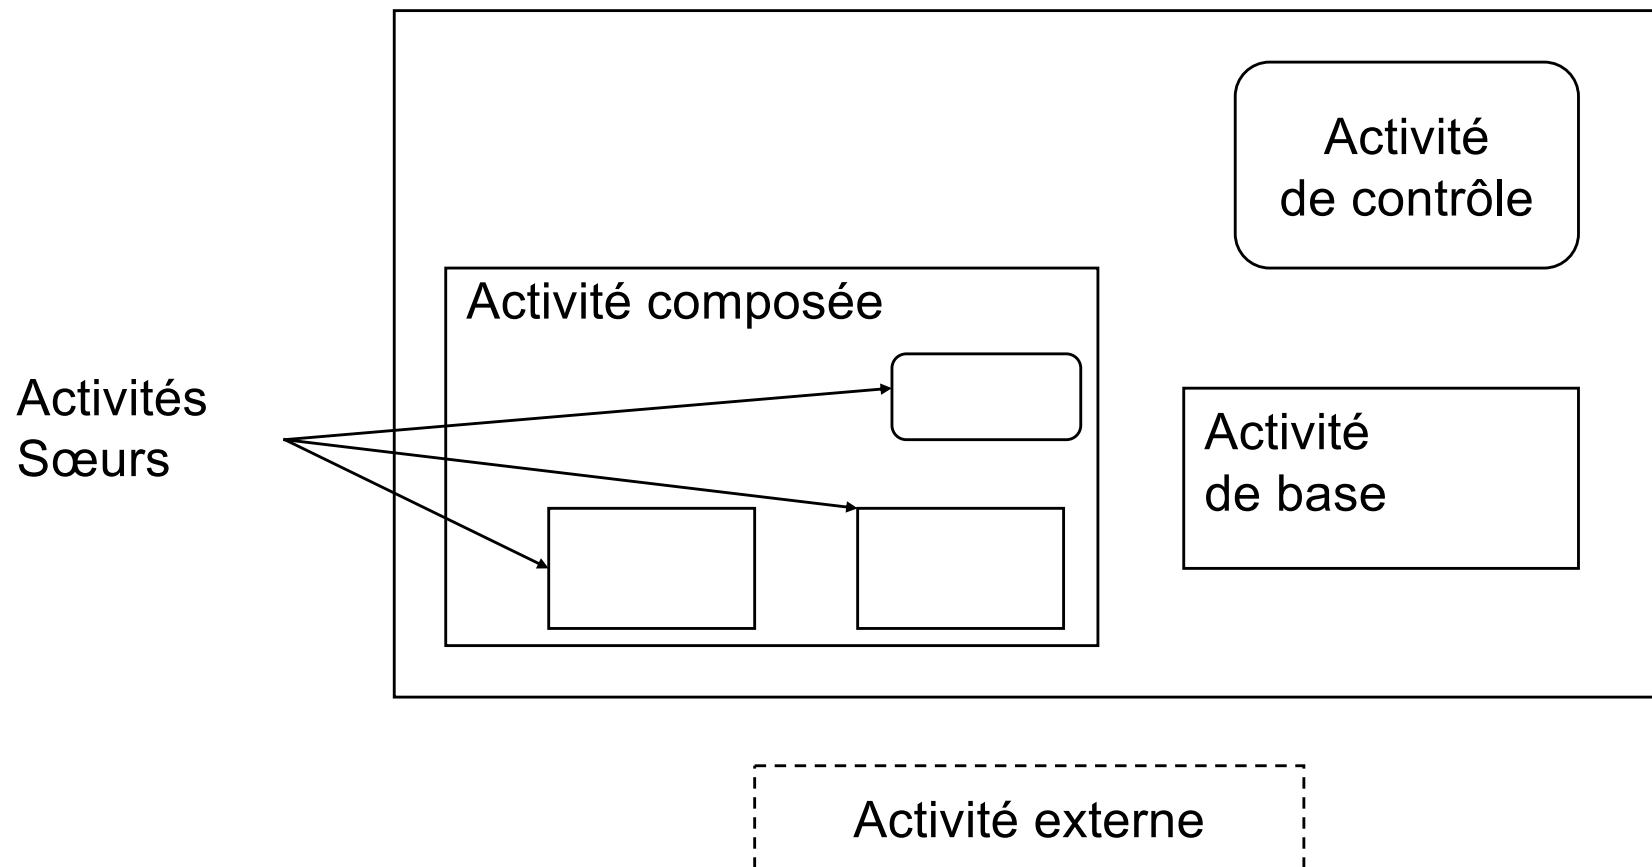 Activité
de contrôle
Activité composée
Activités
Sœurs
Activité
de base
Activité externe